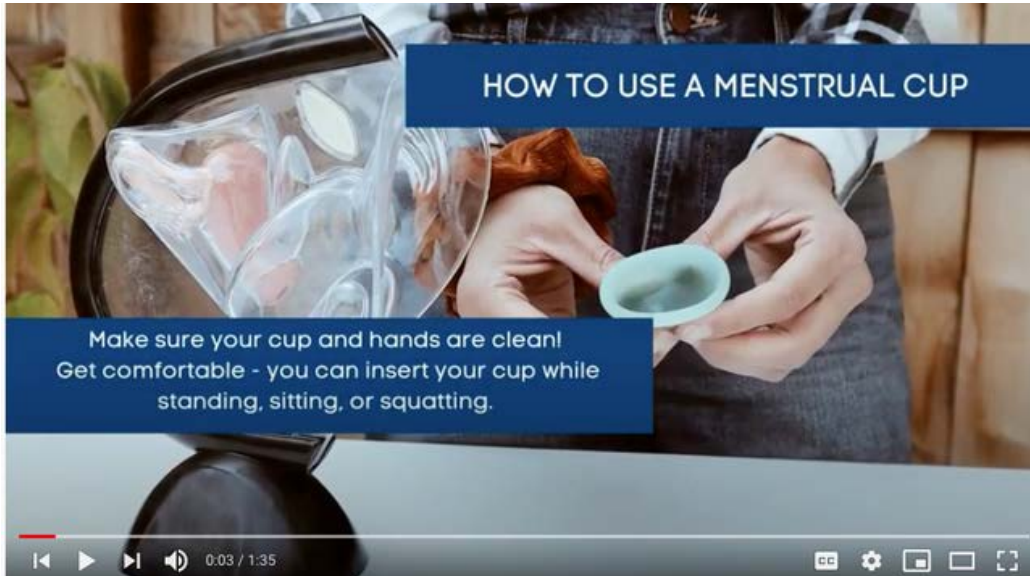 HOW TO USE A MENSTRUAL CUP
Make sure your cup and hands are clean!
Get comfortable - you can insert your cup while
standing, sitting, or squatting.
0:03 / 1:35
CC